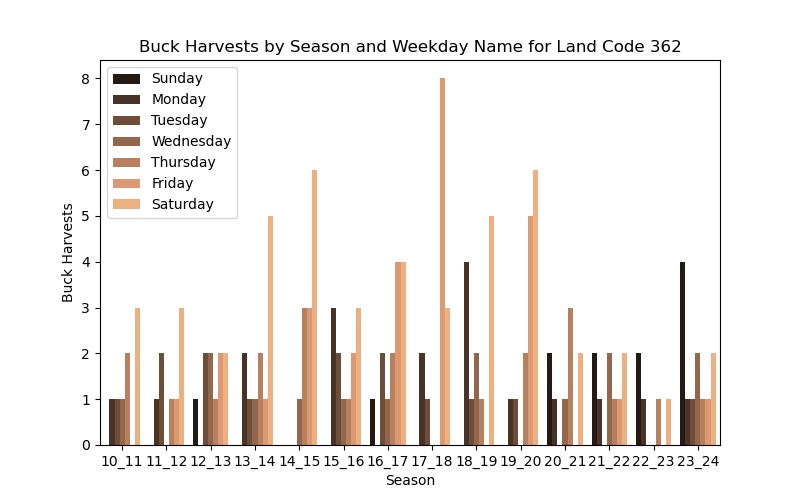 Buck Harvests by Season and Weekday Name for Land Code 362
8
7
6
5
4
3
2
1
0
Buck Harvests
Sunday
Monday
Tuesday
Wednesday
Thursday
Friday
Saturday
10_11 11_12 12_13 13_14 14_15 15_16 16_17 17_18 18_19 19_20 20_21 21_22 22_23 23_24
Season